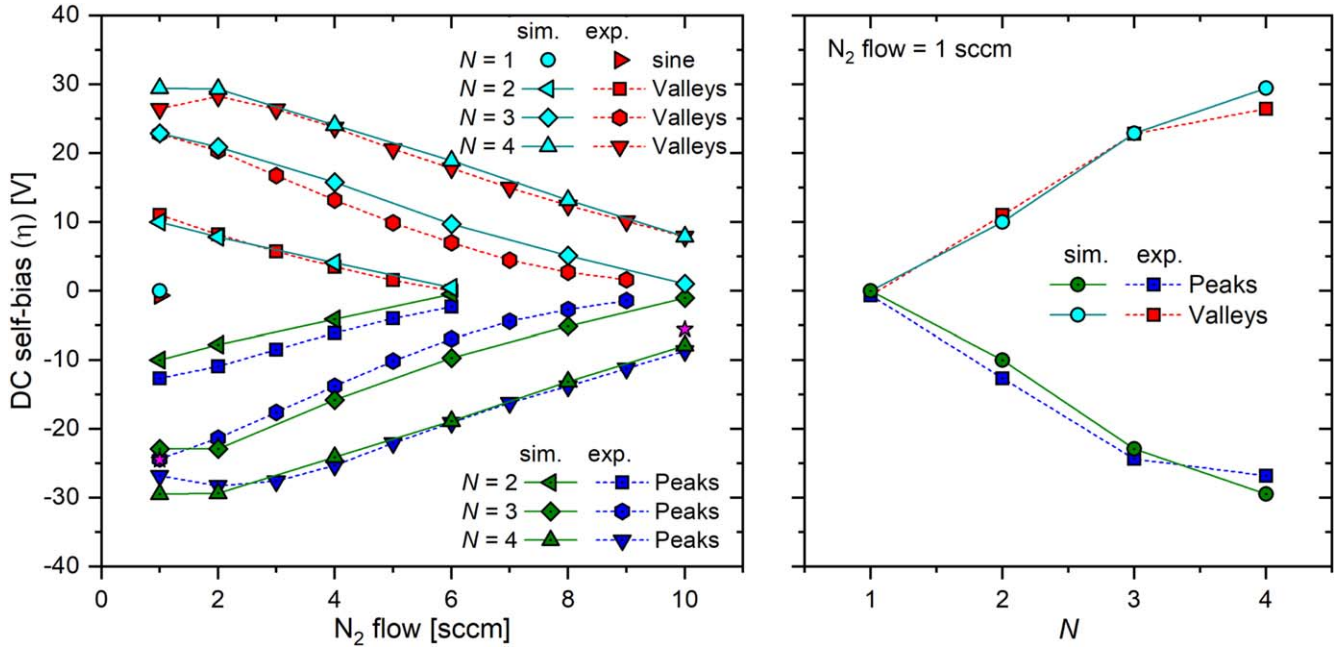 DC self-bias (η) [V]
40
30
20
10
0
-10
-20
-30
-40
sim. exp.
N = 1 sine
N = 2 Valleys
N = 3 Valleys
N = 4 Valleys
sim. exp.
N = 2 Peaks
N = 3 Peaks
N = 4 Peaks
0 2 4 6 8 10
N₂ flow [sccm]
N₂ flow = 1 sccm
sim. exp.
Peaks
Valleys
1 2 3 4
N